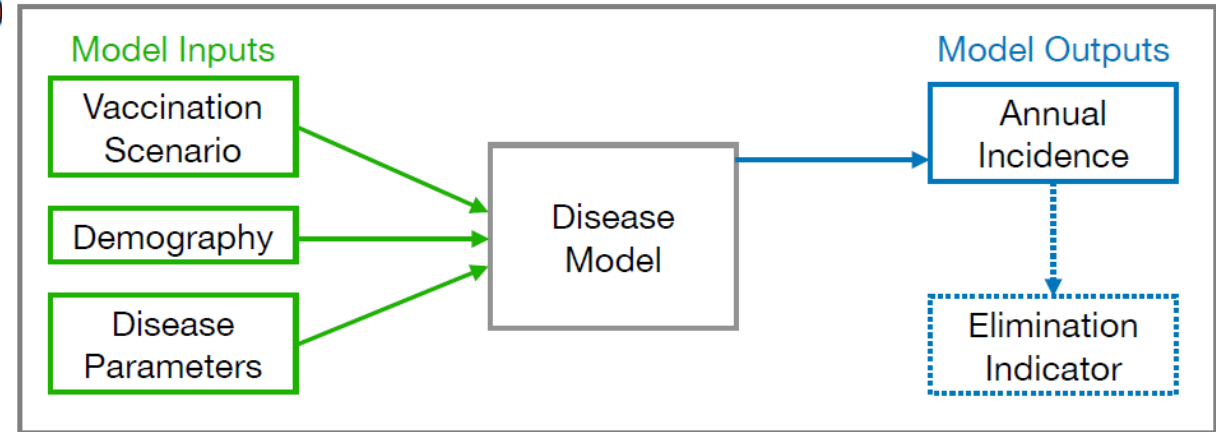 Model Inputs
Vaccination
Scenario
Demography
Disease
Parameters
Disease
Model
Model Outputs
Annual
Incidence
Elimination
Indicator